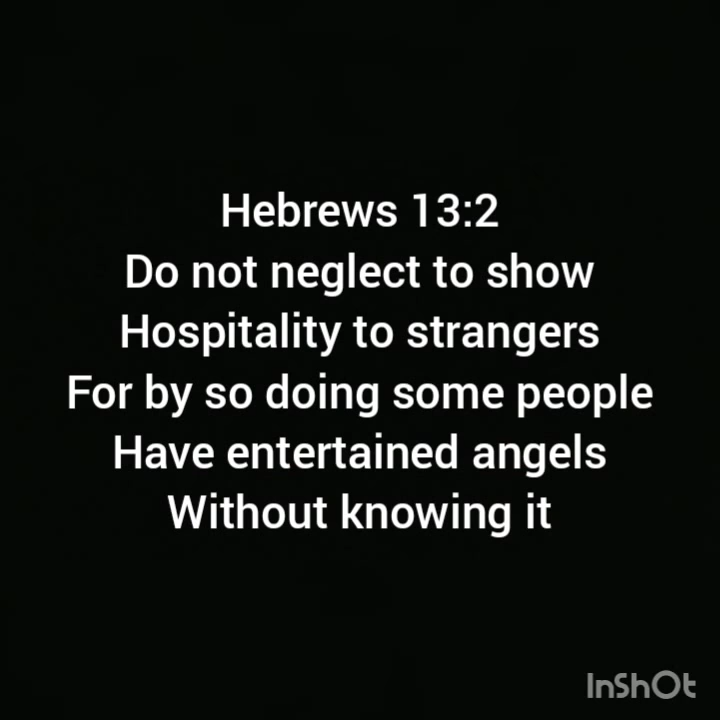 Hebrews 13:2
Do not neglect to show
Hospitality to strangers
For by so doing some people
Have entertained angels
Without knowing it
InShOt